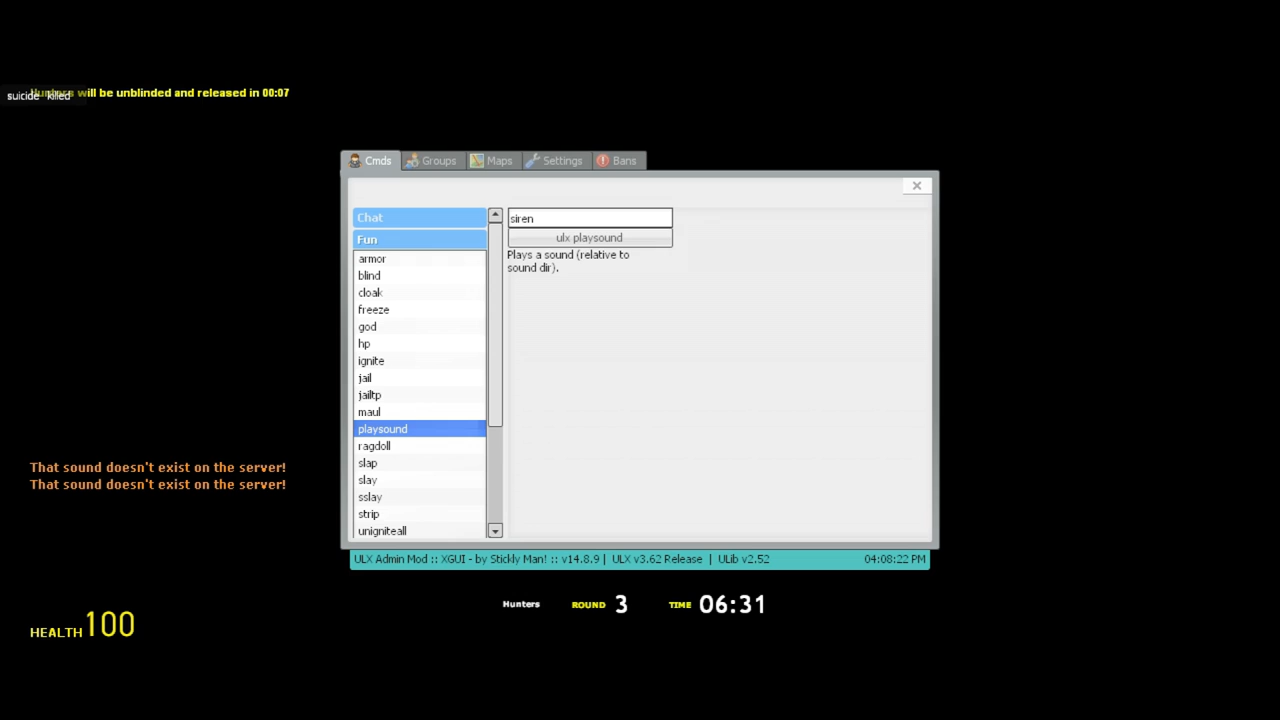 Hunters will be unblinded and released in 00:07
suicide killed
Cmds Groups Maps Settings Bans
Chat
Fun
armor
blind
cloak
freeze
god
hp
ignite
jail
jailtp
maul
playsound
ragdoll
slap
slay
sslay
strip
unigniteall
siren
ulx playsound
Plays a sound (relative to
sound dir).
That sound doesn't exist on the server!
That sound doesn't exist on the server!
ULX Admin Mod :: XGUI - by Stickly Man! :: v14.8.9 | ULX v3.62 Release | ULib v2.52 04:08:22 PM
Hunters ROUND 3 TIME 06:31
HEALTH 100